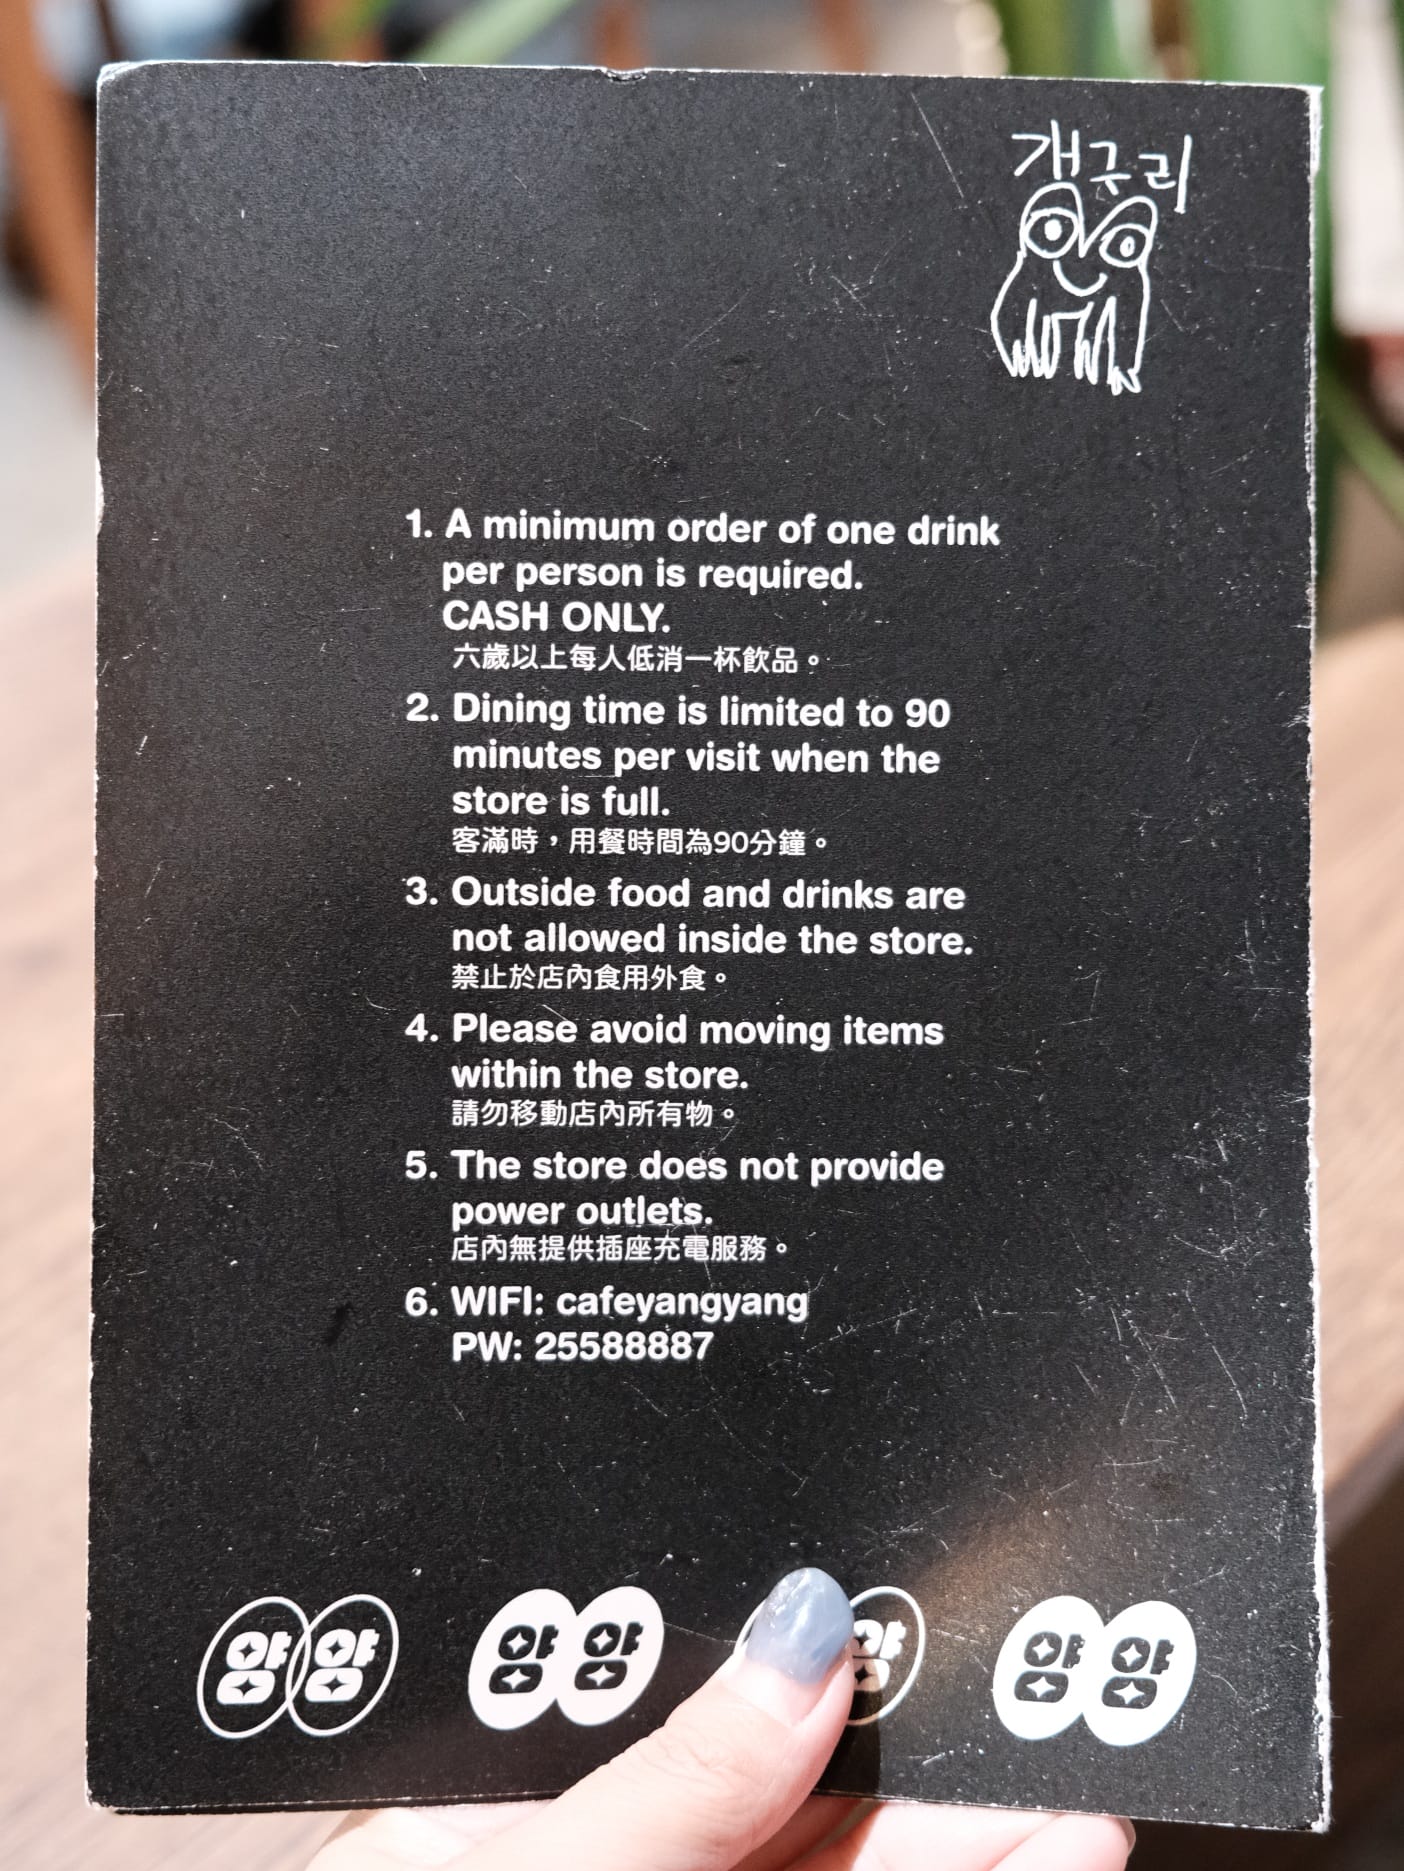 개구리
1. A minimum order of one drink
per person is required.
CASH ONLY.
六歲以上每人低消一杯飲品。
2. Dining time is limited to 90
minutes per visit when the
store is full.
客滿時，用餐時間為90分鐘。
3. Outside food and drinks are
not allowed inside the store.
禁止於店內食用外食。
4. Please avoid moving items
within the store.
請勿移動店內所有物。
5. The store does not provide
power outlets.
店內無提供插座充電服務。
6. WIFI: cafeyangyang
PW: 25588887
얌얌 얌얌 얌 얌얌